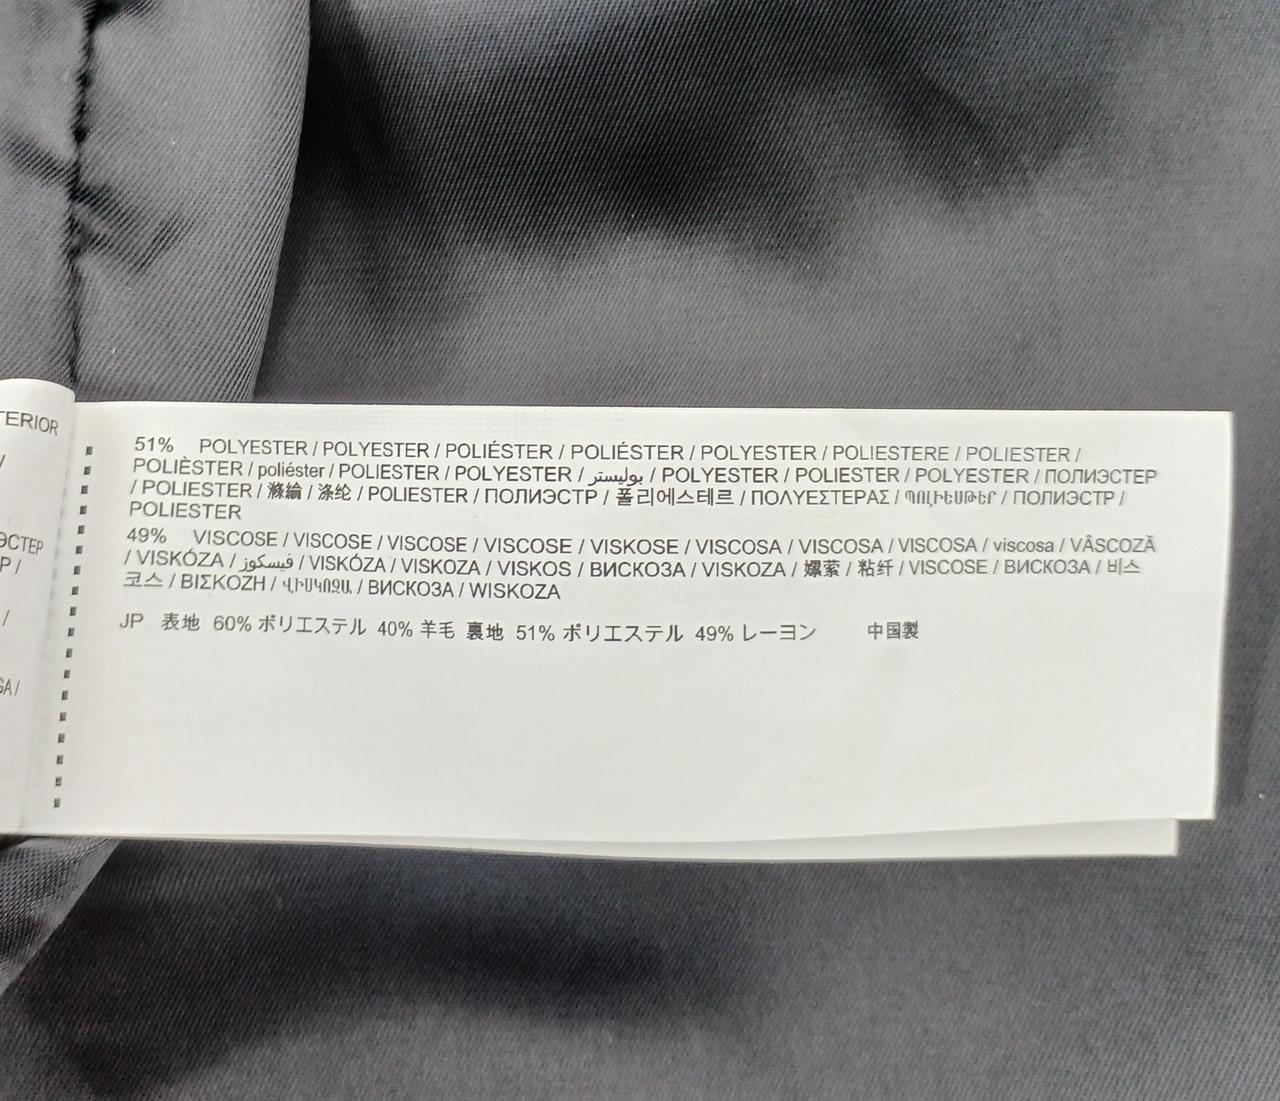 TERIOR
/
ЭСТЕР
P /
/
GA /
51% POLYESTER / POLYESTER / POLIÉSTER / POLIÉSTER / POLYESTER / POLIESTERE / POLIESTER /
POLIÈSTER / poliéster / POLIESTER / POLYESTER / بوليستر / POLYESTER / POLIESTER / POLYESTER / ПОЛИЭСТЕР
/ POLIESTER / 滌綸 / 涤纶 / POLIESTER / ПОЛИЭСТР / 폴리에스테르 / ΠΟΛΥΕΣΤΕΡΑΣ / ՊՈԼԻԵՍԹԵՐ / ПОЛИЭСТР /
POLIESTER
49% VISCOSE / VISCOSE / VISCOSE / VISCOSE / VISKOSE / VISCOSA / VISCOSA / VISCOSA / viscosa / VÂSCOZĂ
/ VISKÓZA / فيسكوز / VISKÓZA / VISKOZA / VISKOS / ВИСКОЗА / VISKOZA / 嫘縈 / 粘纤 / VISCOSE / ВИСКОЗА / 비스
코스 / ΒΙΣΚΟΖΗ / ՎԻՍԿՈԶԱ / ВИСКОЗА / WISKOZA
JP 表地 60% ポリエステル 40% 羊毛 裏地 51% ポリエステル 49% レーヨン 中国製